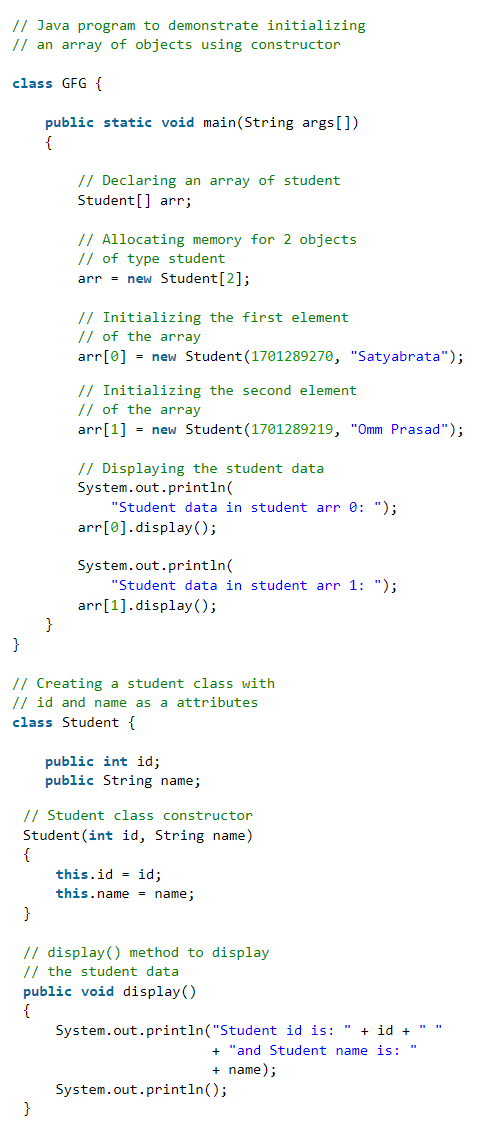 // Java program to demonstrate initializing
// an array of objects using constructor
class GFG {
public static void main(String args[])
{
// Declaring an array of student
Student[] arr;
// Allocating memory for 2 objects
// of type student
arr = new Student[2];
// Initializing the first element
// of the array
arr[0] = new Student(1701289270, "Satyabrata");
// Initializing the second element
// of the array
arr[1] = new Student(1701289219, "Omm Prasad");
// Displaying the student data
System.out.println(
"Student data in student arr 0: ");
arr[0].display();
System.out.println(
"Student data in student arr 1: ");
arr[1].display();
}
}
// Creating a student class with
// id and name as a attributes
class Student {
public int id;
public String name;
// Student class constructor
Student(int id, String name)
{
this.id = id;
this.name = name;
}
// display() method to display
// the student data
public void display()
{
System.out.println("Student id is: " + id + " "
+ "and Student name is: "
+ name);
System.out.println();
}